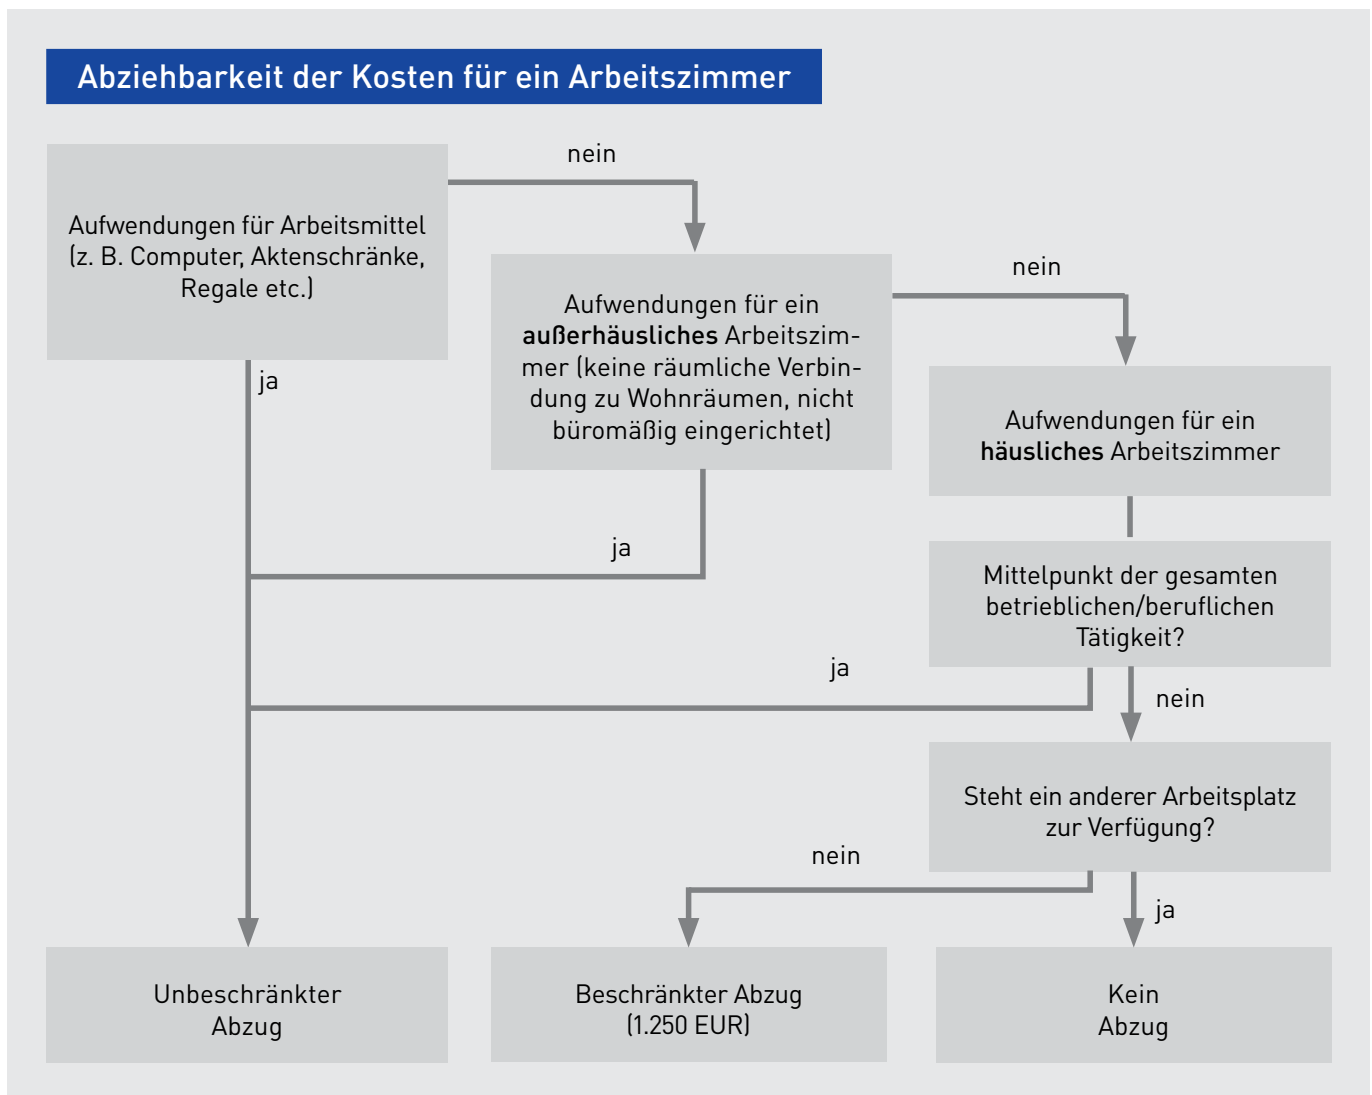 Abziehbarkeit der Kosten für ein Arbeitszimmer
nein
Aufwendungen für Arbeitsmittel
(z. B. Computer, Aktenschränke,
Regale etc.)
ja
nein
Aufwendungen für ein
außerhäusliches Arbeitszim-
mer (keine räumliche Verbin-
dung zu Wohnräumen, nicht
büromäßig eingerichtet)
ja
Aufwendungen für ein
häusliches Arbeitszimmer
Mittelpunkt der gesamten
betrieblichen/beruflichen
Tätigkeit?
ja
nein
Steht ein anderer Arbeitsplatz
zur Verfügung?
nein
ja
Unbeschränkter
Abzug
Beschränkter Abzug
(1.250 EUR)
Kein
Abzug